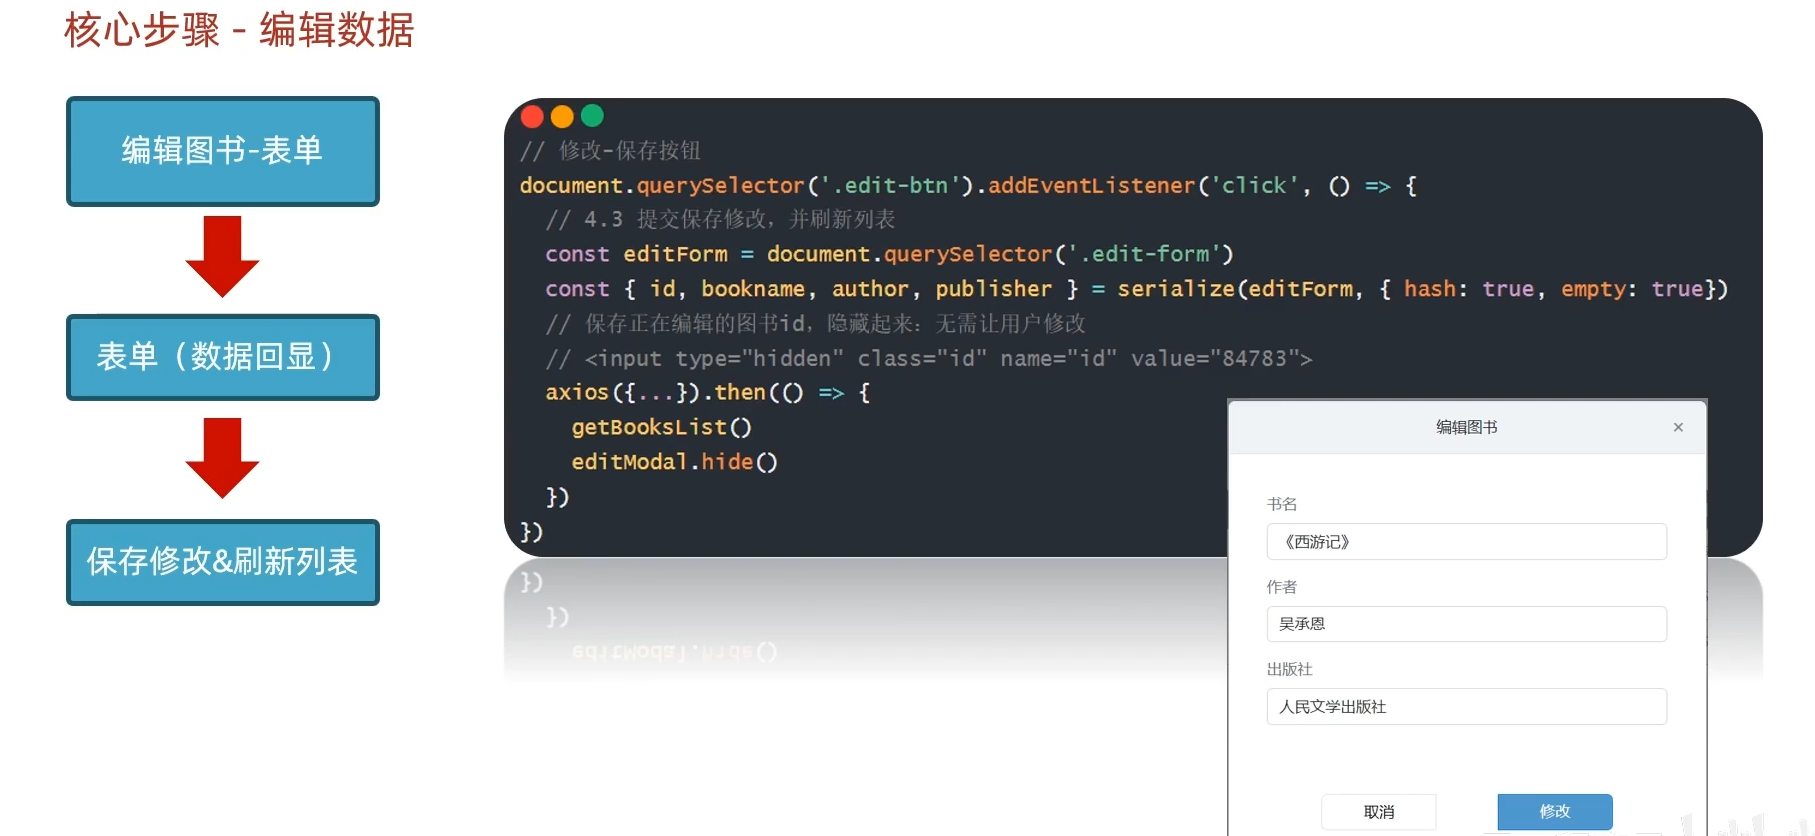 核心步骤 - 编辑数据
编辑图书-表单
表单（数据回显）
保存修改&刷新列表
// 修改-保存按钮
document.querySelector('.edit-btn').addEventListener('click', () => {
  // 4.3 提交保存修改，并刷新列表
  const editForm = document.querySelector('.edit-form')
  const { id, bookname, author, publisher } = serialize(editForm, { hash: true, empty: true})
  // 保存正在编辑的图书id，隐藏起来：无需让用户修改
  // <input type="hidden" class="id" name="id" value="84783">
  axios({...}).then(() => {
    getBooksList()
    editModal.hide()
  })
})
编辑图书 ×
书名
《西游记》
作者
吴承恩
出版社
人民文学出版社
取消 修改